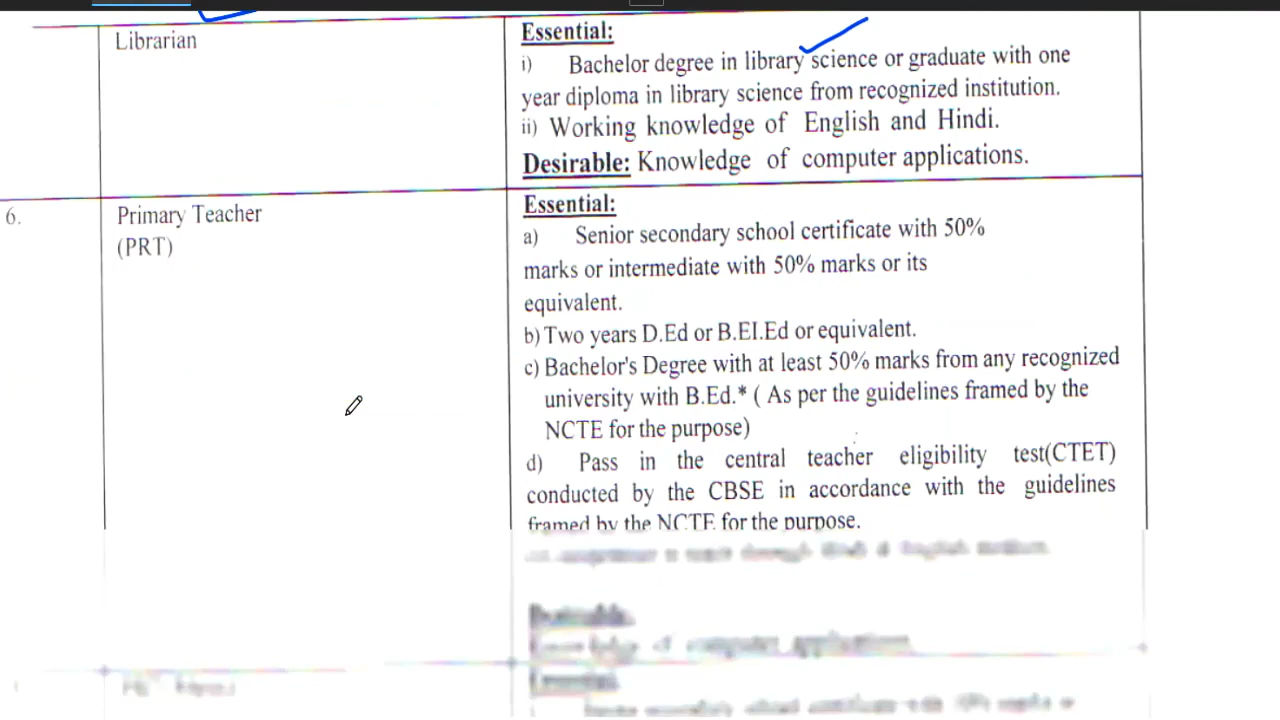 Librarian
Essential:
i) Bachelor degree in library science or graduate with one
year diploma in library science from recognized institution.
ii) Working knowledge of English and Hindi.
Desirable: Knowledge of computer applications.
6.
Primary Teacher
(PRT)
Essential:
a) Senior secondary school certificate with 50%
marks or intermediate with 50% marks or its
equivalent.
b) Two years D.Ed or B.EI.Ed or equivalent.
c) Bachelor's Degree with at least 50% marks from any recognized
university with B.Ed.* ( As per the guidelines framed by the
NCTE for the purpose)
d) Pass in the central teacher eligibility test(CTET)
conducted by the CBSE in accordance with the guidelines
framed by the NCTE for the purpose.